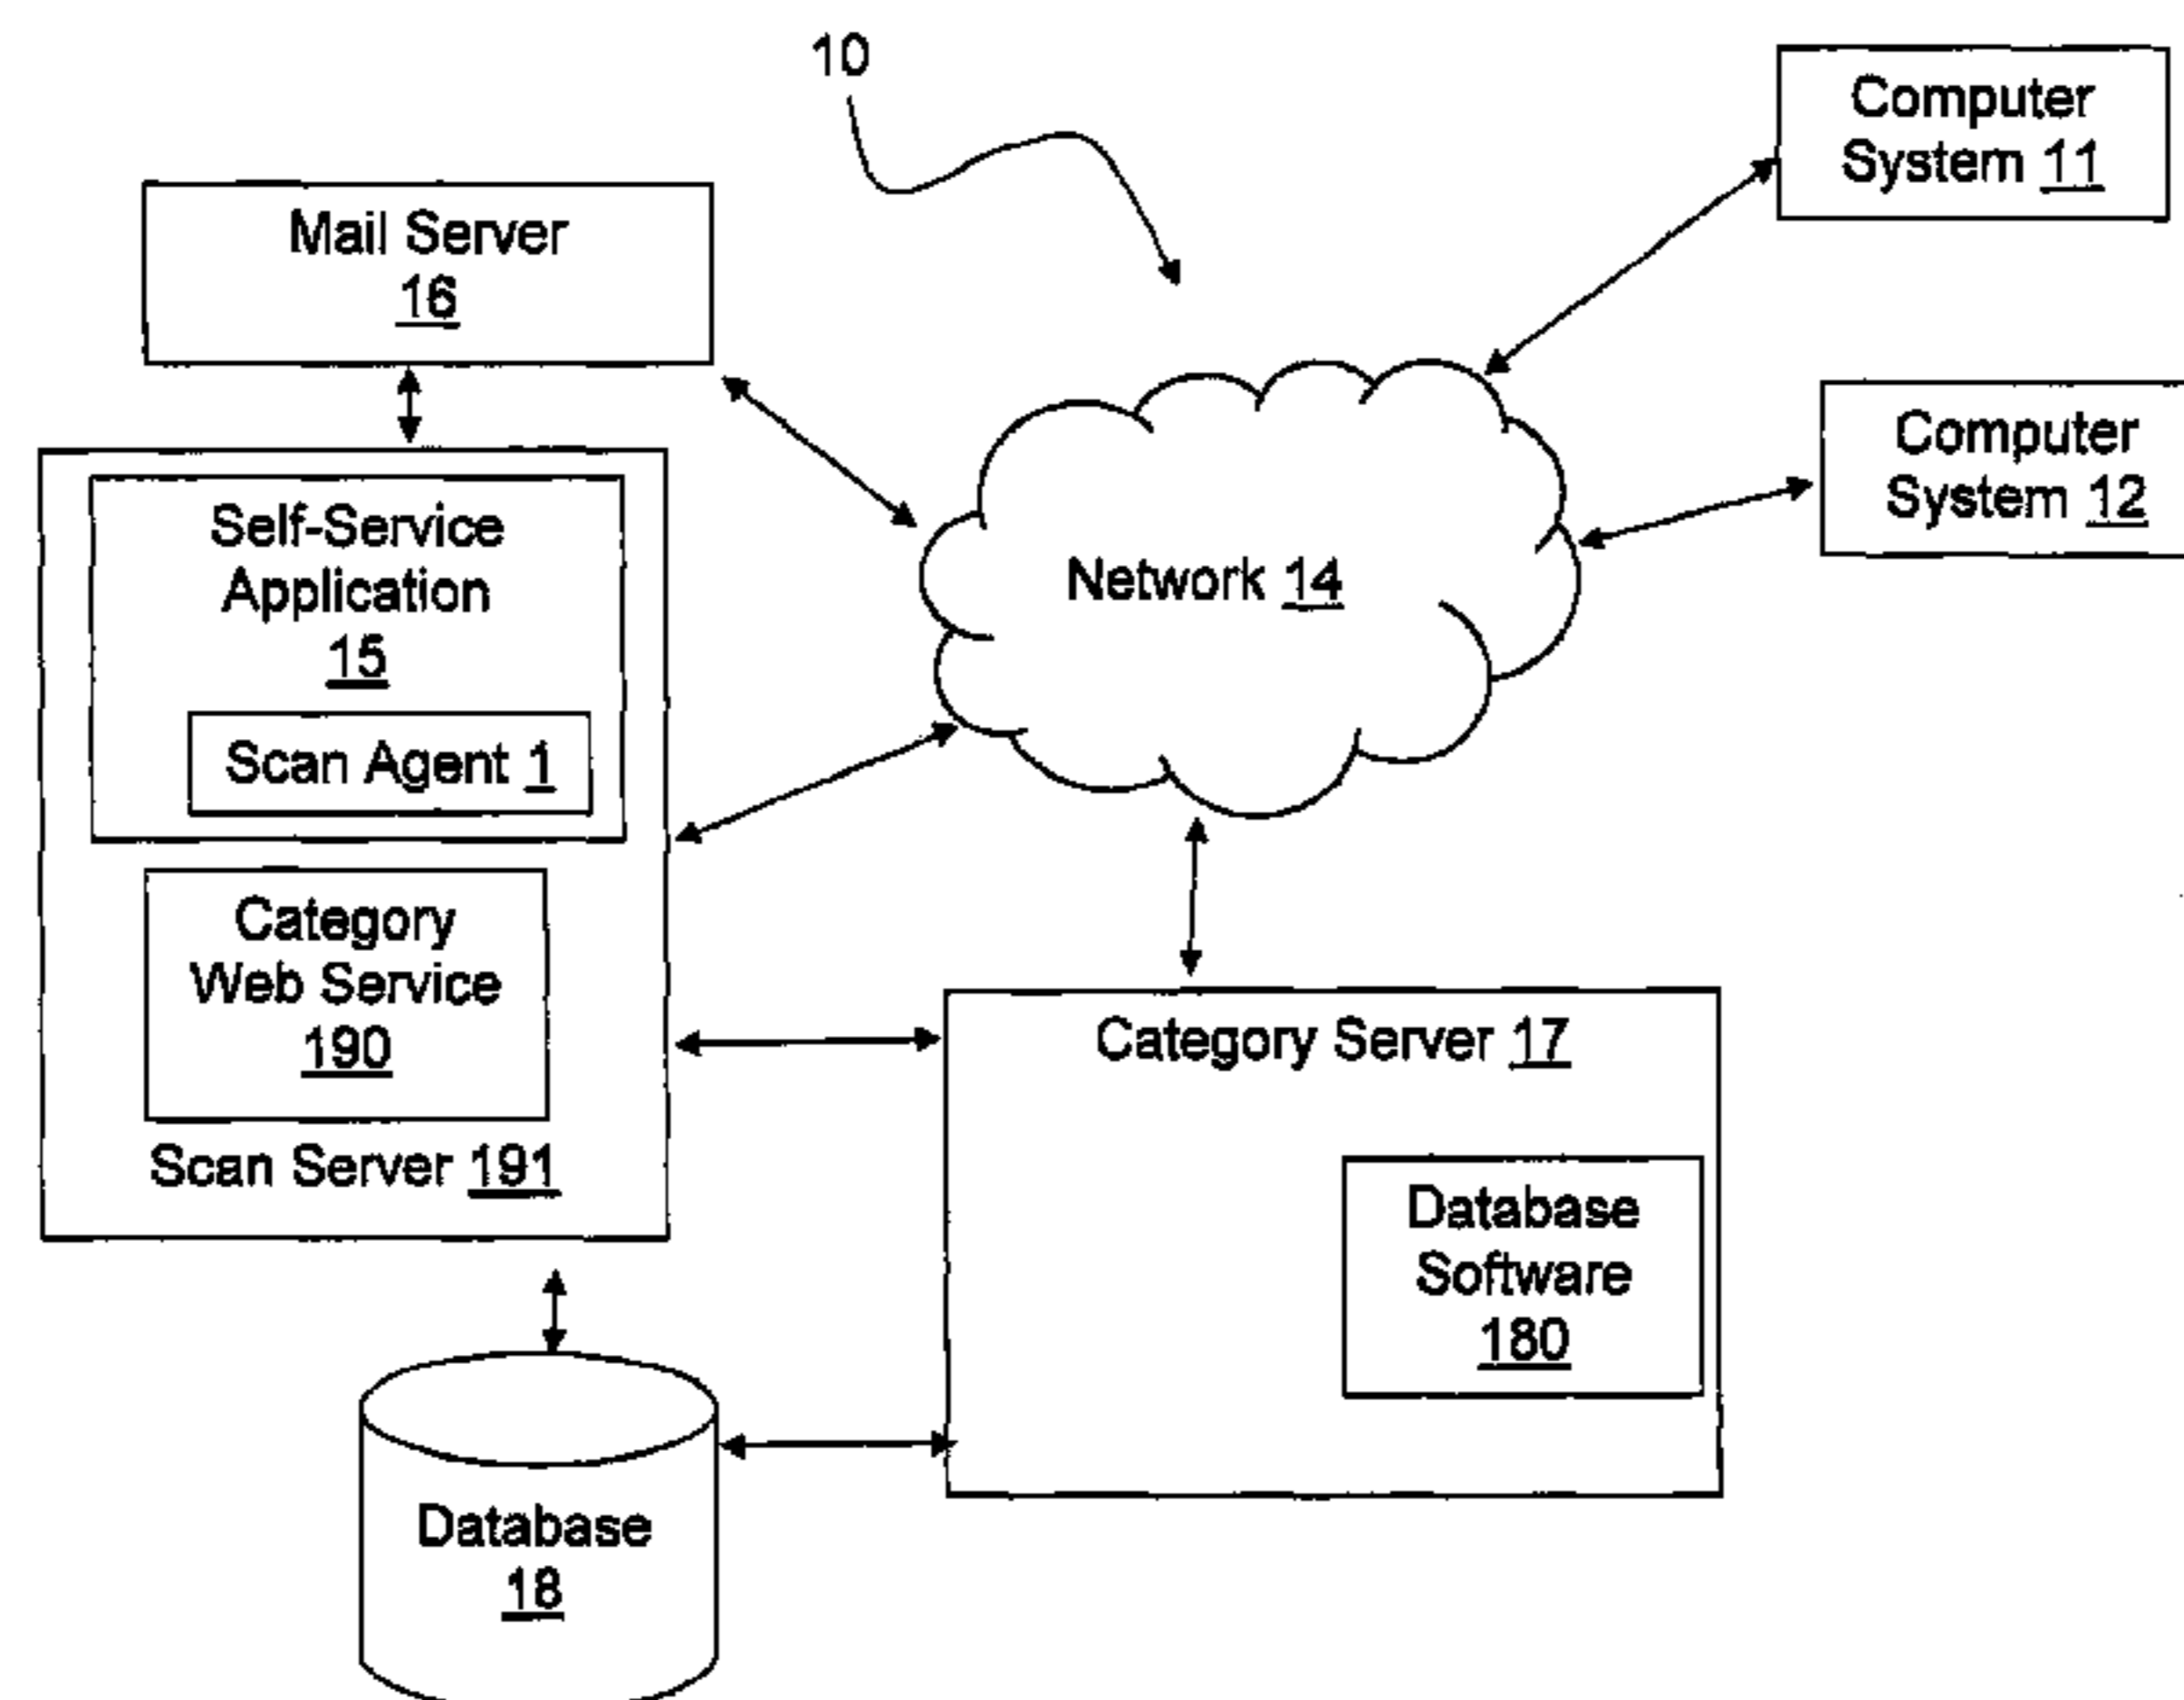 10
Computer
System 11
Mail Server
16
Computer
System 12
Self-Service
Application
15
Network 14
Scan Agent 1
Category
Web Service
190
Scan Server 191
Category Server 17
Database
Software
180
Database
18